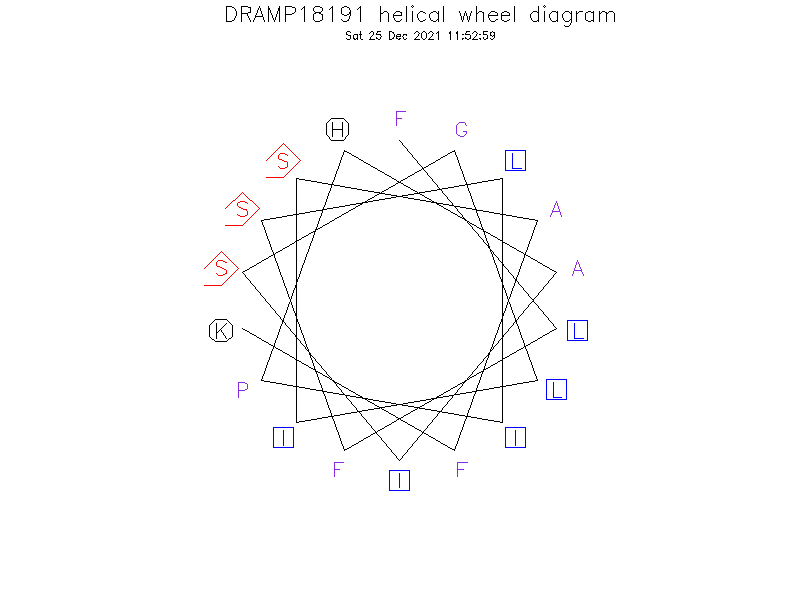 DRAMP18191 helical wheel diagram
Sat 25 Dec 2021 11:52:59
F
H G
S L
S A
S A
K L
P L
I I
F F
I